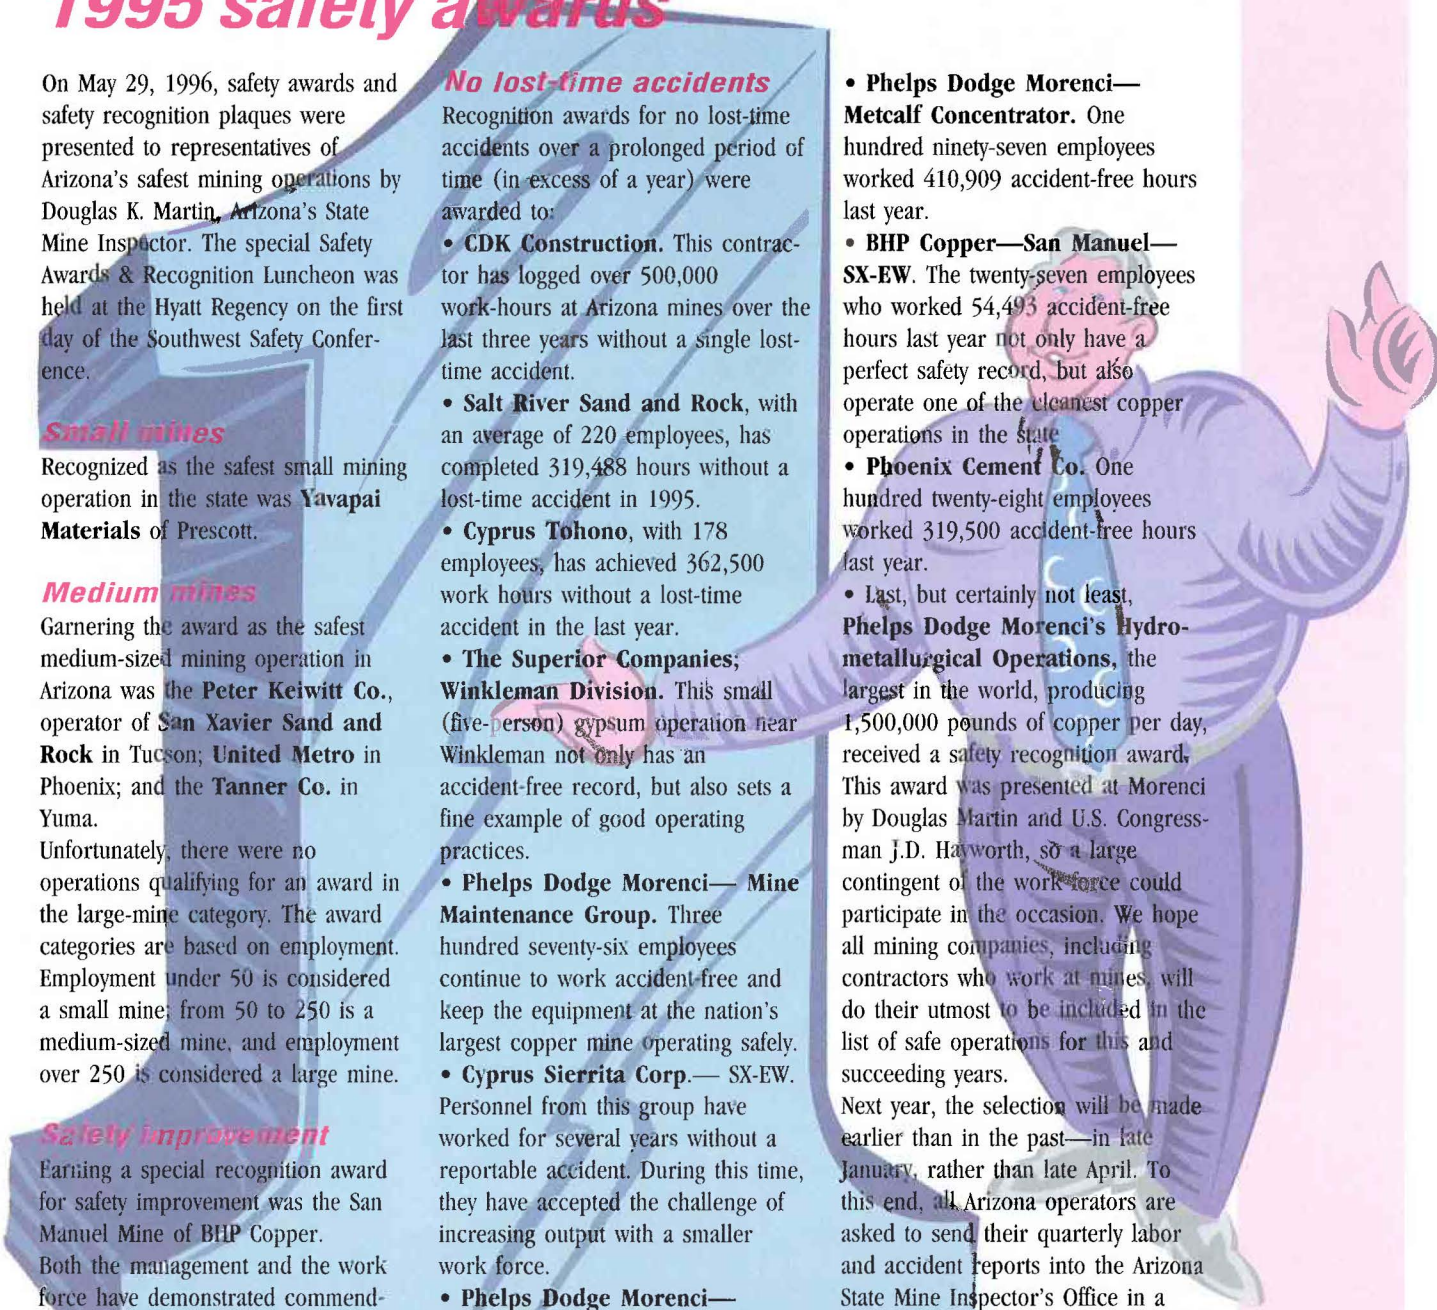 1995 safety awards
On May 29, 1996, safety awards and
safety recognition plaques were
presented to representatives of
Arizona's safest mining operations by
Douglas K. Martin, Arizona's State
Mine Inspector. The special Safety
Awards & Recognition Luncheon was
held at the Hyatt Regency on the first
day of the Southwest Safety Confer-
ence.
Small mines
Recognized as the safest small mining
operation in the state was Yavapai
Materials of Prescott.
Medium mines
Garnering the award as the safest
medium-sized mining operation in
Arizona was the Peter Keiwitt Co.,
operator of San Xavier Sand and
Rock in Tucson; United Metro in
Phoenix; and the Tanner Co. in
Yuma.
Unfortunately, there were no
operations qualifying for an award in
the large-mine category. The award
categories are based on employment.
Employment under 50 is considered
a small mine; from 50 to 250 is a
medium-sized mine, and employment
over 250 is considered a large mine.
Safety improvement
Earning a special recognition award
for safety improvement was the San
Manuel Mine of BHP Copper.
Both the management and the work
force have demonstrated commend-
No lost-time accidents
Recognition awards for no lost-time
accidents over a prolonged period of
time (in excess of a year) were
awarded to:
• CDK Construction. This contrac-
tor has logged over 500,000
work-hours at Arizona mines over the
last three years without a single lost-
time accident.
• Salt River Sand and Rock, with
an average of 220 employees, has
completed 319,488 hours without a
lost-time accident in 1995.
• Cyprus Tohono, with 178
employees, has achieved 362,500
work hours without a lost-time
accident in the last year.
• The Superior Companies;
Winkleman Division. This small
(five-person) gypsum operation near
Winkleman not only has an
accident-free record, but also sets a
fine example of good operating
practices.
• Phelps Dodge Morenci— Mine
Maintenance Group. Three
hundred seventy-six employees
continue to work accident-free and
keep the equipment at the nation's
largest copper mine operating safely.
• Cyprus Sierrita Corp.— SX-EW.
Personnel from this group have
worked for several years without a
reportable accident. During this time,
they have accepted the challenge of
increasing output with a smaller
work force.
• Phelps Dodge Morenci—
• Phelps Dodge Morenci—
Metcalf Concentrator. One
hundred ninety-seven employees
worked 410,909 accident-free hours
last year.
• BHP Copper—San Manuel—
SX-EW. The twenty-seven employees
who worked 54,493 accident-free
hours last year not only have a
perfect safety record, but also
operate one of the cleanest copper
operations in the state
• Phoenix Cement Co. One
hundred twenty-eight employees
worked 319,500 accident-free hours
last year.
• Last, but certainly not least,
Phelps Dodge Morenci's Hydro-
metallurgical Operations, the
largest in the world, producing
1,500,000 pounds of copper per day,
received a safety recognition award.
This award was presented at Morenci
by Douglas Martin and U.S. Congress-
man J.D. Hayworth, so a large
contingent of the work force could
participate in the occasion. We hope
all mining companies, including
contractors who work at mines, will
do their utmost to be included in the
list of safe operations for this and
succeeding years.
Next year, the selection will be made
earlier than in the past—in late
January, rather than late April. To
this end, all Arizona operators are
asked to send their quarterly labor
and accident reports into the Arizona
State Mine Inspector's Office in a